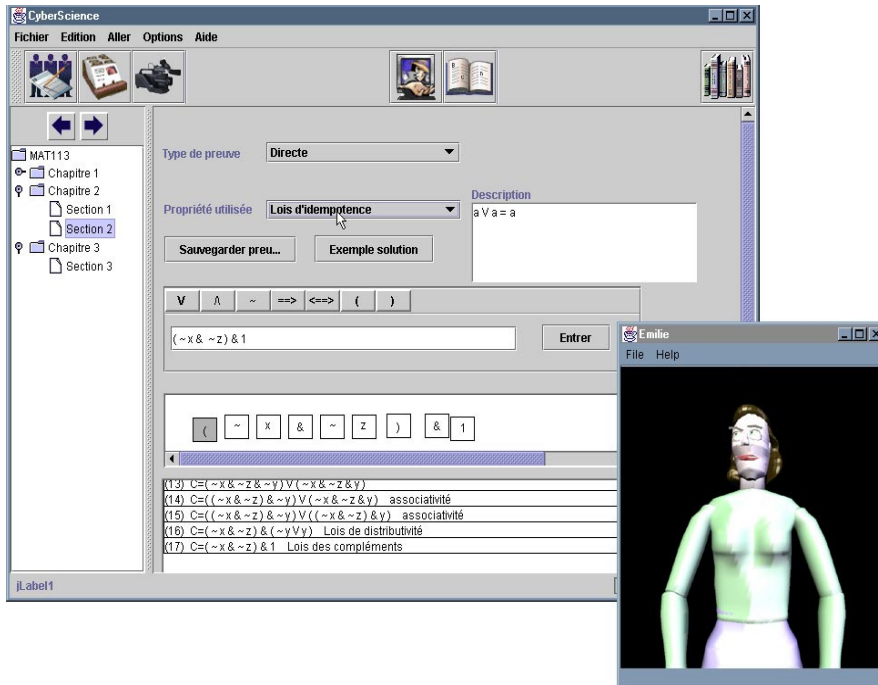 CyberScience
Fichier Edition Aller Options Aide
MAT113
Chapitre 1
Chapitre 2
Section 1
Section 2
Chapitre 3
Section 3
Type de preuve Directe
Propriété utilisée Lois d'idempotence
Description
a V a = a
Sauvegarder preu... Exemple solution
V /\ ~ ==> <==> ( )
( ~ x & ~ z ) & 1 Entrer
( ~ x & ~ z ) & 1
(13) C=( ~ x & ~ z & ~ y ) V ( ~ x & ~ z & y )
(14) C=( ( ~ x & ~ z ) & ~ y ) V ( ~ x & ~ z & y ) associativité
(15) C=( ( ~ x & ~ z ) & ~ y ) V ( ( ~ x & ~ z ) & y ) associativité
(16) C=( ~ x & ~ z ) & ( ~ y V y ) Lois de distributivité
(17) C=( ~ x & ~ z ) & 1 Lois des compléments
jLabel1
Emilie
File Help